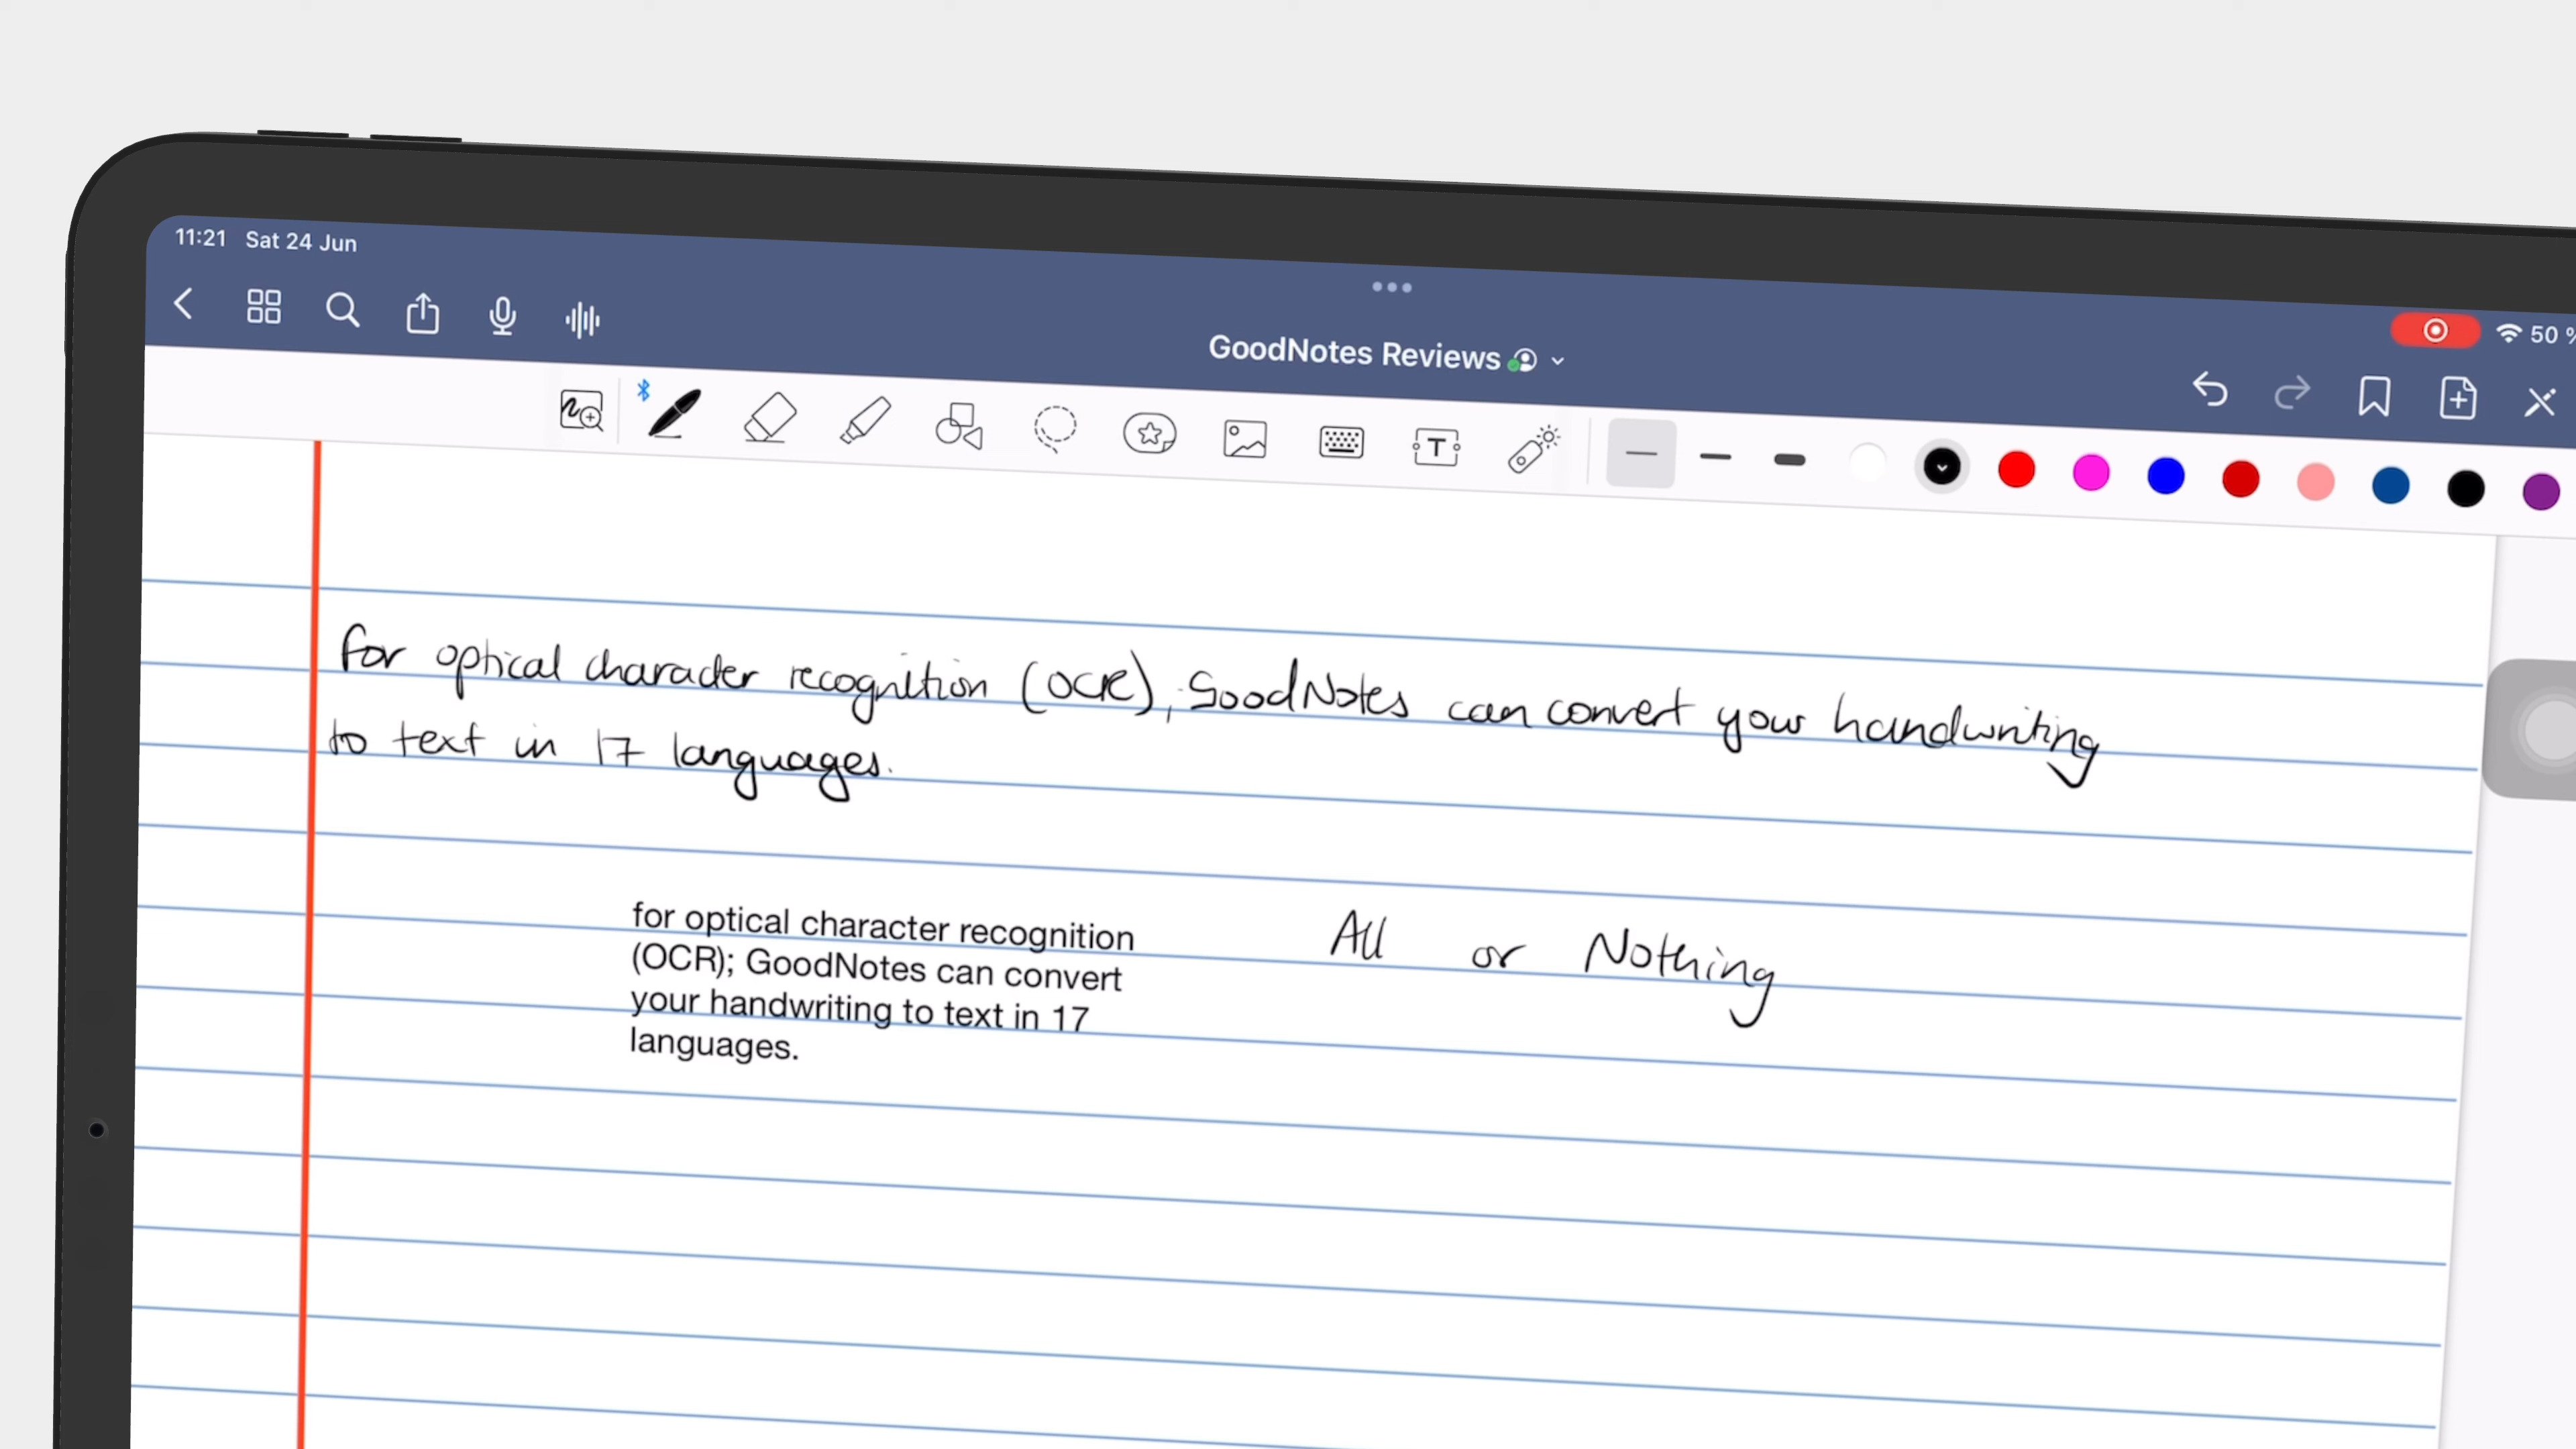 11:21 Sat 24 Jun
50 %
GoodNotes Reviews
T
for optical character recognition (OCR), GoodNotes can convert your handwriting
to text in 17 languages.
for optical character recognition
(OCR); GoodNotes can convert
your handwriting to text in 17
languages.
All or Nothing